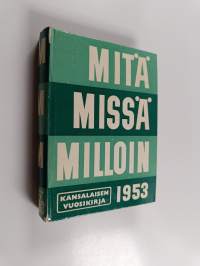 MITÄ
MISSÄ
MILLOIN
KANSALAISEN
VUOSIKIRJA
1953